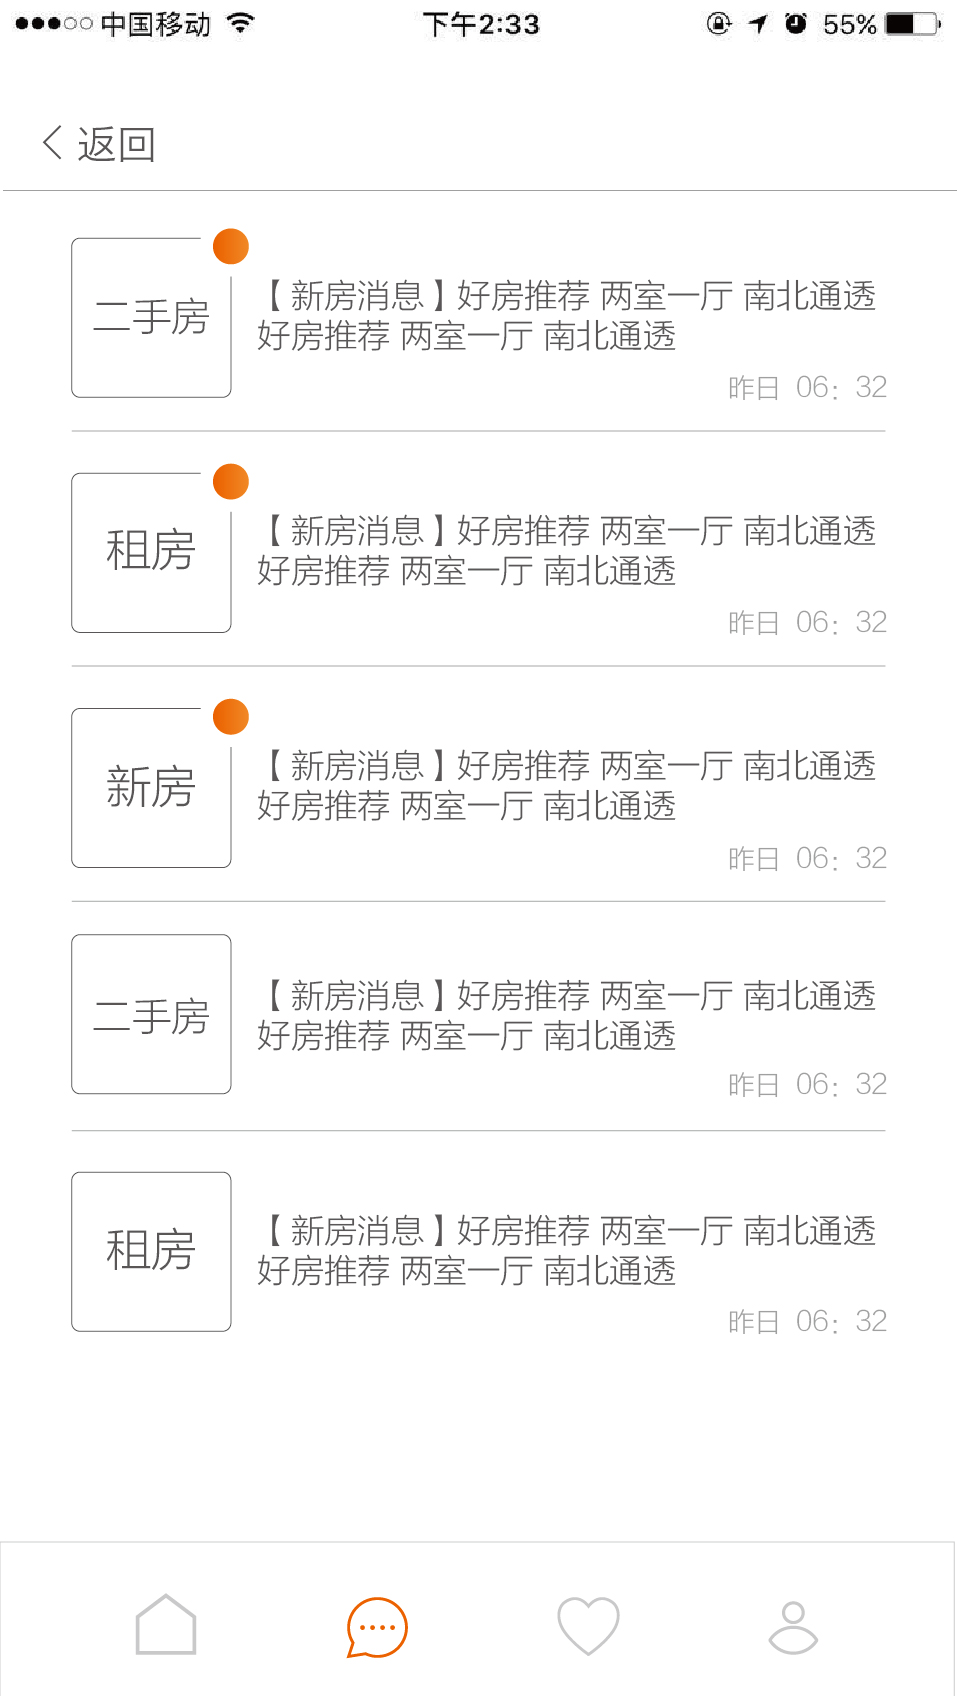 中国移动 下午2:33 55%
返回
二手房
【新房消息】好房推荐 两室一厅 南北通透
好房推荐 两室一厅 南北通透
昨日 06：32
租房
【新房消息】好房推荐 两室一厅 南北通透
好房推荐 两室一厅 南北通透
昨日 06：32
新房
【新房消息】好房推荐 两室一厅 南北通透
好房推荐 两室一厅 南北通透
昨日 06：32
二手房
【新房消息】好房推荐 两室一厅 南北通透
好房推荐 两室一厅 南北通透
昨日 06：32
租房
【新房消息】好房推荐 两室一厅 南北通透
好房推荐 两室一厅 南北通透
昨日 06：32